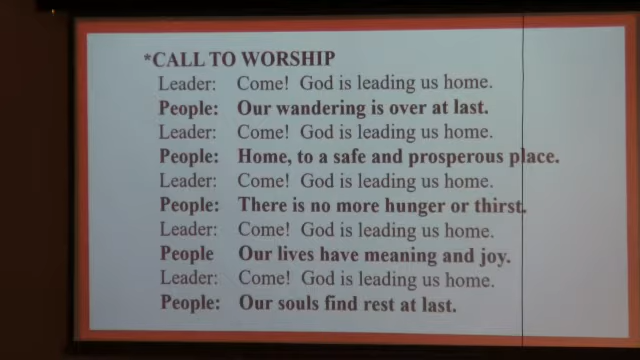 *CALL TO WORSHIP
Leader: Come! God is leading us home.
People: Our wandering is over at last.
Leader: Come! God is leading us home.
People: Home, to a safe and prosperous place.
Leader: Come! God is leading us home.
People: There is no more hunger or thirst.
Leader: Come! God is leading us home.
People Our lives have meaning and joy.
Leader: Come! God is leading us home.
People: Our souls find rest at last.